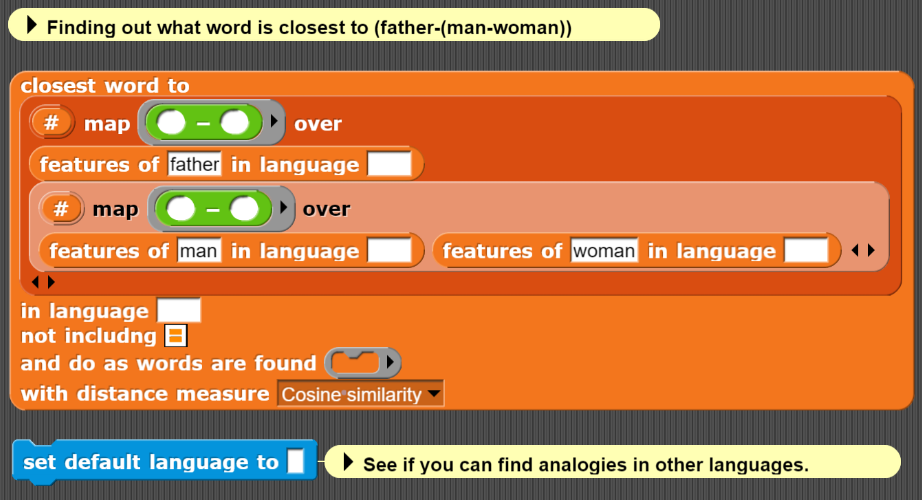 Finding out what word is closest to (father-(man-woman))
closest word to
# map − over
features of father in language
# map − over
features of man in language features of woman in language
in language
not includng
and do as words are found
with distance measure Cosine similarity
set default language to
See if you can find analogies in other languages.